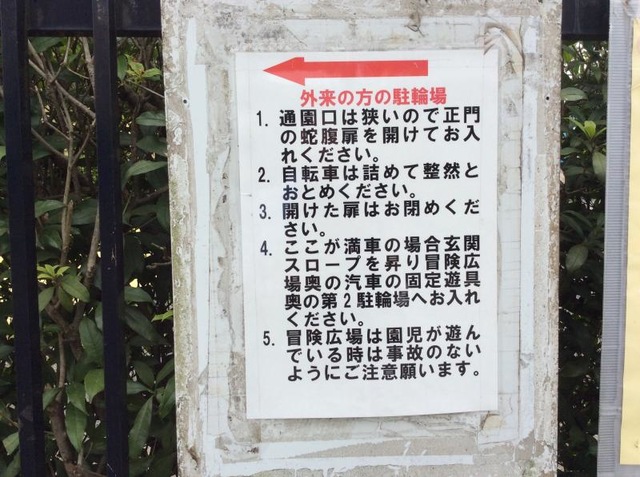 外来の方の駐輪場
1. 通園口は狭いので正門
の蛇腹扉を開けてお入
れください。
2. 自転車は詰めて整然と
おとめください。
3. 開けた扉はお閉めくだ
さい。
4. ここが満車の場合玄関
スロープを昇り冒険広
場奥の汽車の固定遊具
奥の第2駐輪場へお入れ
ください。
5. 冒険広場は園児が遊ん
でいる時は事故のない
ようにご注意願います。